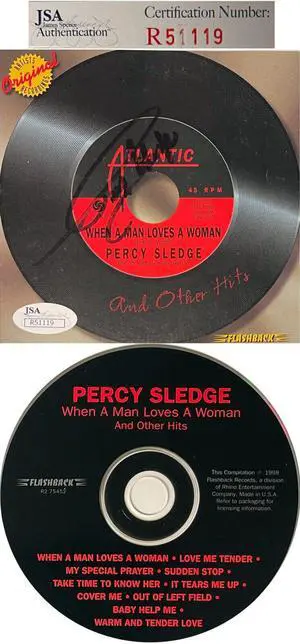 JSA
James Spence
Authentication
Certification Number:
R51119
Original
ATLANTIC
45 RPM
WHEN A MAN LOVES A WOMAN
PERCY SLEDGE
and Other Hits
JSA
R51119
FLASHBACK
PERCY SLEDGE
When A Man Loves A Woman
And Other Hits
FLASHBACK
This Compilation ℗ 1998
Flashback Records, a division
of Rhino Entertainment
Company. Made in U.S.A.
Refer to packaging for
licensing information.
WHEN A MAN LOVES A WOMAN • LOVE ME TENDER •
MY SPECIAL PRAYER • SUDDEN STOP •
TAKE TIME TO KNOW HER • IT TEARS ME UP •
COVER ME • OUT OF LEFT FIELD •
BABY HELP ME •
WARM AND TENDER LOVE